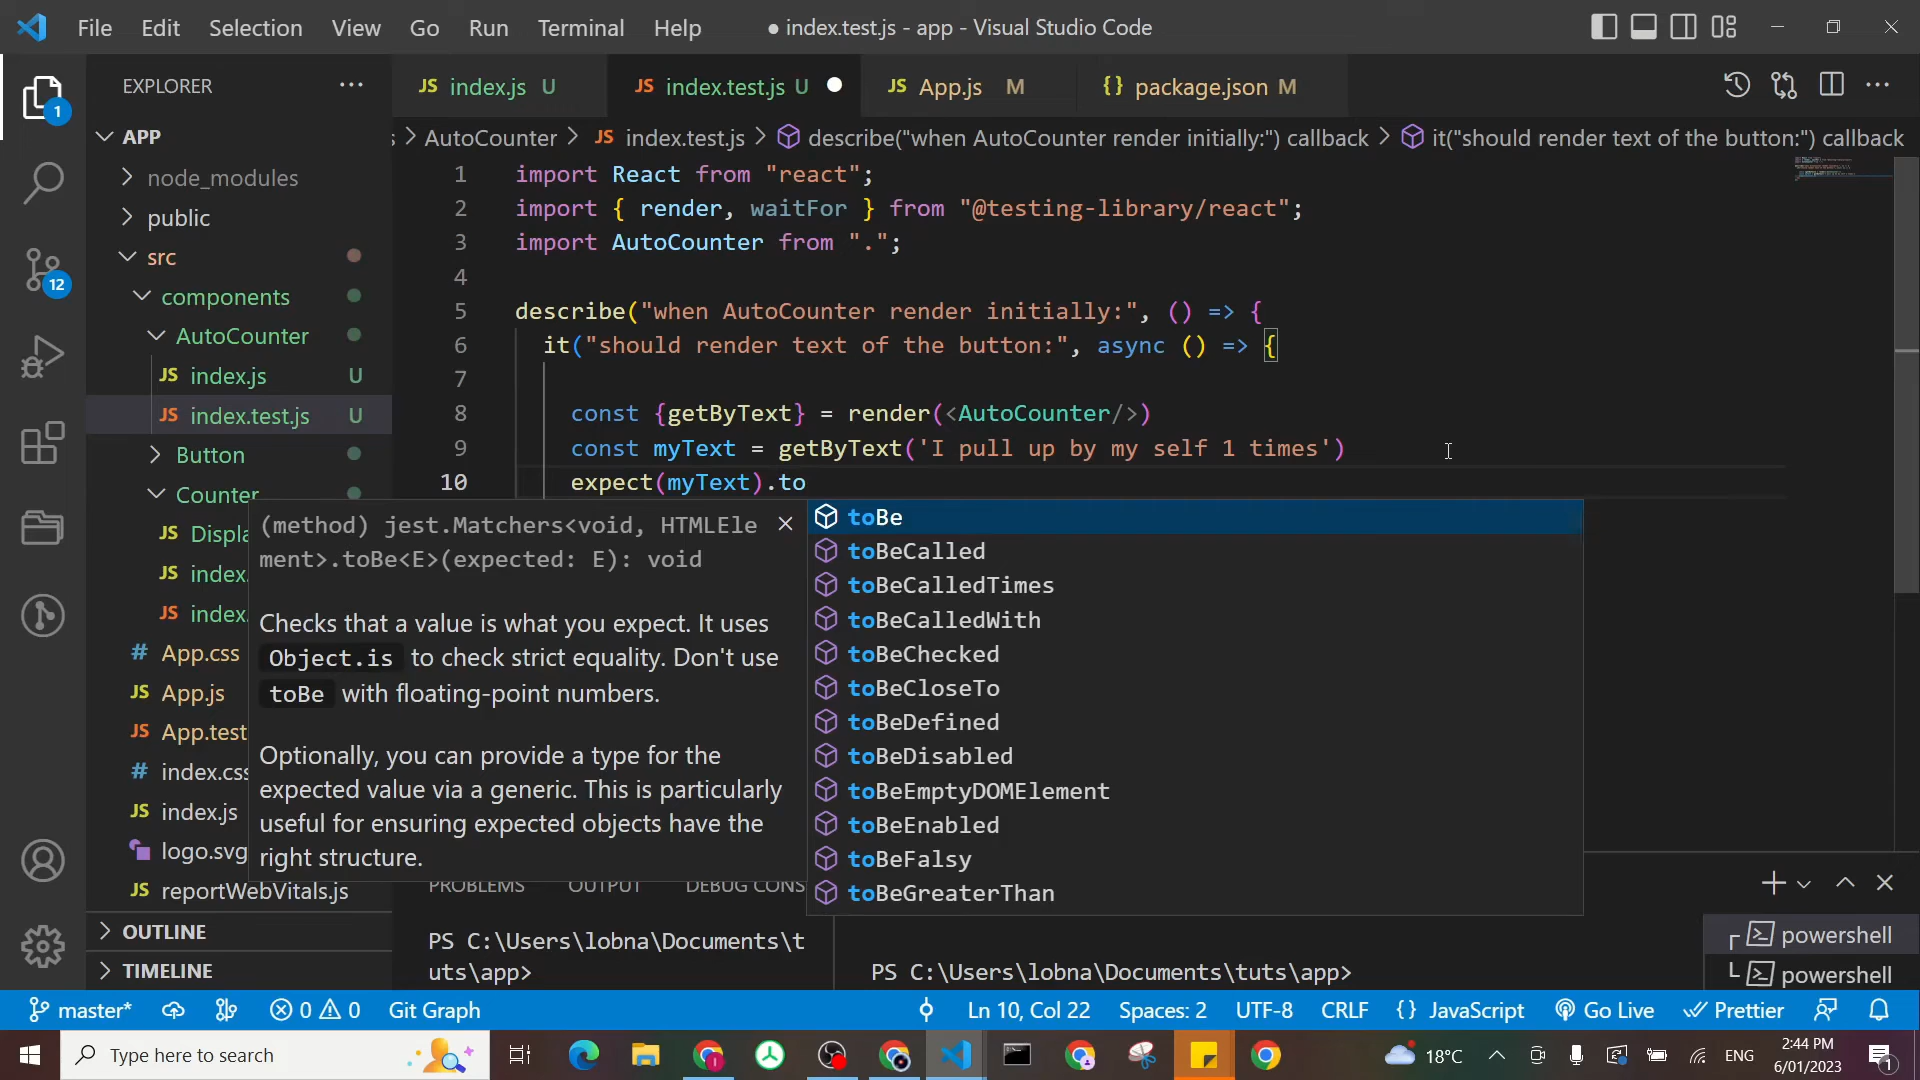 File Edit Selection View Go Run Terminal Help
● index.test.js - app - Visual Studio Code
EXPLORER ···
JS index.js U
JS index.test.js U
JS App.js M
{} package.json M
AutoCounter > JS index.test.js > describe("when AutoCounter render initially:") callback > it("should render text of the button:") callback
1
APP
node_modules
public
src
components
AutoCounter
JS index.js U
JS index.test.js U
Button
Counter
JS Displa
JS index.
JS index.
# App.css
JS App.js
JS App.test
# index.css
JS index.js
logo.svg
JS reportWebVitals.js
OUTLINE
TIMELINE
12
1 import React from "react";
2 import { render, waitFor } from "@testing-library/react";
3 import AutoCounter from ".";
4
5 describe("when AutoCounter render initially:", () => {
6 it("should render text of the button:", async () => {
7
8 const {getByText} = render(<AutoCounter/>)
9 const myText = getByText('I pull up by my self 1 times')
10 expect(myText).to
(method) jest.Matchers<void, HTMLEle
ment>.toBe<E>(expected: E): void
Checks that a value is what you expect. It uses
Object.is to check strict equality. Don't use
toBe with floating-point numbers.
Optionally, you can provide a type for the
expected value via a generic. This is particularly
useful for ensuring expected objects have the
right structure.
toBe
toBeCalled
toBeCalledTimes
toBeCalledWith
toBeChecked
toBeCloseTo
toBeDefined
toBeDisabled
toBeEmptyDOMElement
toBeEnabled
toBeFalsy
toBeGreaterThan
PROBLEMS OUTPUT DEBUG CONS
PS C:\Users\lobna\Documents\t
uts\app>
PS C:\Users\lobna\Documents\tuts\app>
powershell
powershell
master* 0 0 Git Graph Ln 10, Col 22 Spaces: 2 UTF-8 CRLF {} JavaScript Go Live Prettier
Type here to search
18°C
ENG
2:44 PM
6/01/2023
1